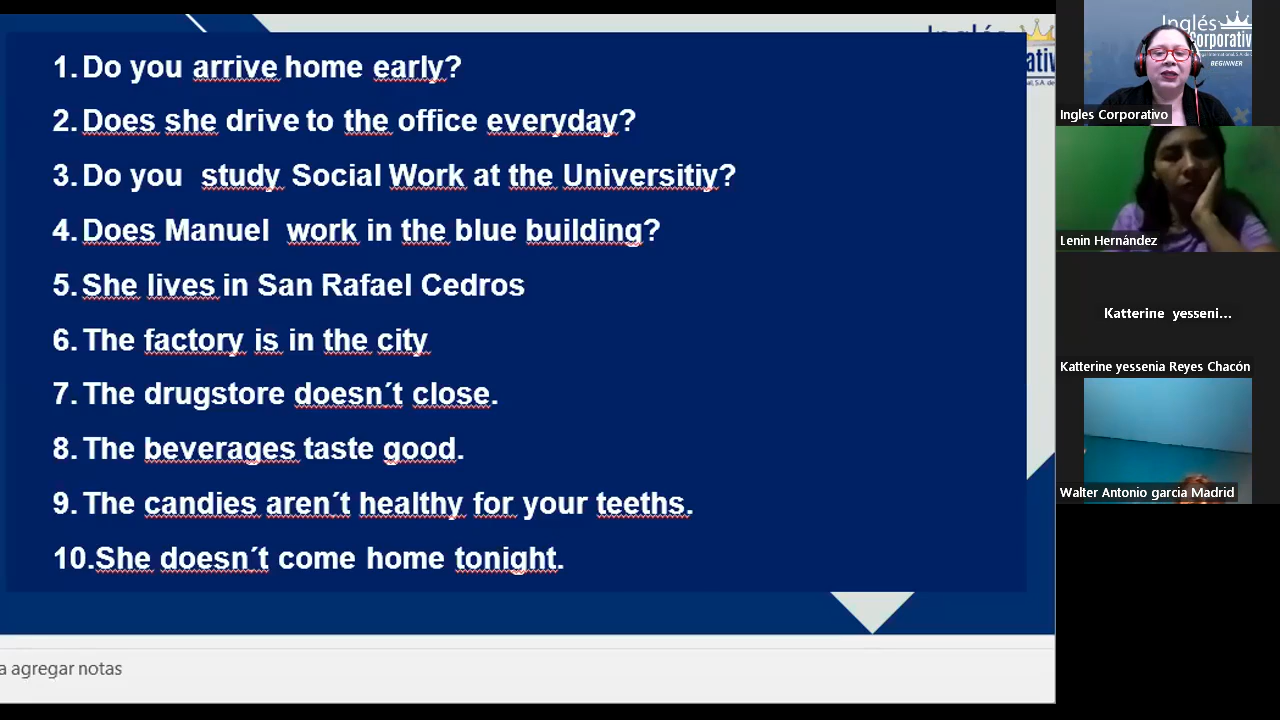 1. Do you arrive home early?
2. Does she drive to the office everyday?
3. Do you study Social Work at the Universitiy?
4. Does Manuel work in the blue building?
5. She lives in San Rafael Cedros
6. The factory is in the city
7. The drugstore doesn´t close.
8. The beverages taste good.
9. The candies aren´t healthy for your teeths.
10. She doesn´t come home tonight.
a agregar notas
Inglés
Corporativ
BEGINNER
Ingles Corporativo
Lenin Hernández
Katterine yesseni...
Katterine yessenia Reyes Chacón
Walter Antonio garcia Madrid